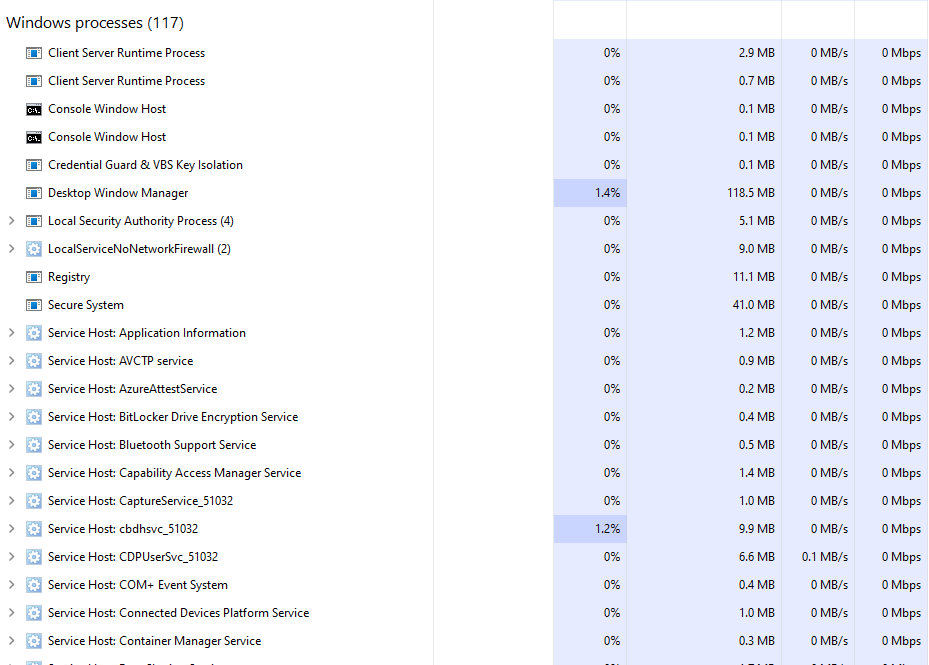 Windows processes (117)
Client Server Runtime Process 0% 2.9 MB 0 MB/s 0 Mbps
Client Server Runtime Process 0% 0.7 MB 0 MB/s 0 Mbps
Console Window Host 0% 0.1 MB 0 MB/s 0 Mbps
Console Window Host 0% 0.1 MB 0 MB/s 0 Mbps
Credential Guard & VBS Key Isolation 0% 0.1 MB 0 MB/s 0 Mbps
Desktop Window Manager 1.4% 118.5 MB 0 MB/s 0 Mbps
Local Security Authority Process (4) 0% 5.1 MB 0 MB/s 0 Mbps
LocalServiceNoNetworkFirewall (2) 0% 9.0 MB 0 MB/s 0 Mbps
Registry 0% 11.1 MB 0 MB/s 0 Mbps
Secure System 0% 41.0 MB 0 MB/s 0 Mbps
Service Host: Application Information 0% 1.2 MB 0 MB/s 0 Mbps
Service Host: AVCTP service 0% 0.9 MB 0 MB/s 0 Mbps
Service Host: AzureAttestService 0% 0.2 MB 0 MB/s 0 Mbps
Service Host: BitLocker Drive Encryption Service 0% 0.4 MB 0 MB/s 0 Mbps
Service Host: Bluetooth Support Service 0% 0.5 MB 0 MB/s 0 Mbps
Service Host: Capability Access Manager Service 0% 1.4 MB 0 MB/s 0 Mbps
Service Host: CaptureService_51032 0% 1.0 MB 0 MB/s 0 Mbps
Service Host: cbdhsvc_51032 1.2% 9.9 MB 0 MB/s 0 Mbps
Service Host: CDPUserSvc_51032 0% 6.6 MB 0.1 MB/s 0 Mbps
Service Host: COM+ Event System 0% 0.4 MB 0 MB/s 0 Mbps
Service Host: Connected Devices Platform Service 0% 1.0 MB 0 MB/s 0 Mbps
Service Host: Container Manager Service 0% 0.3 MB 0 MB/s 0 Mbps